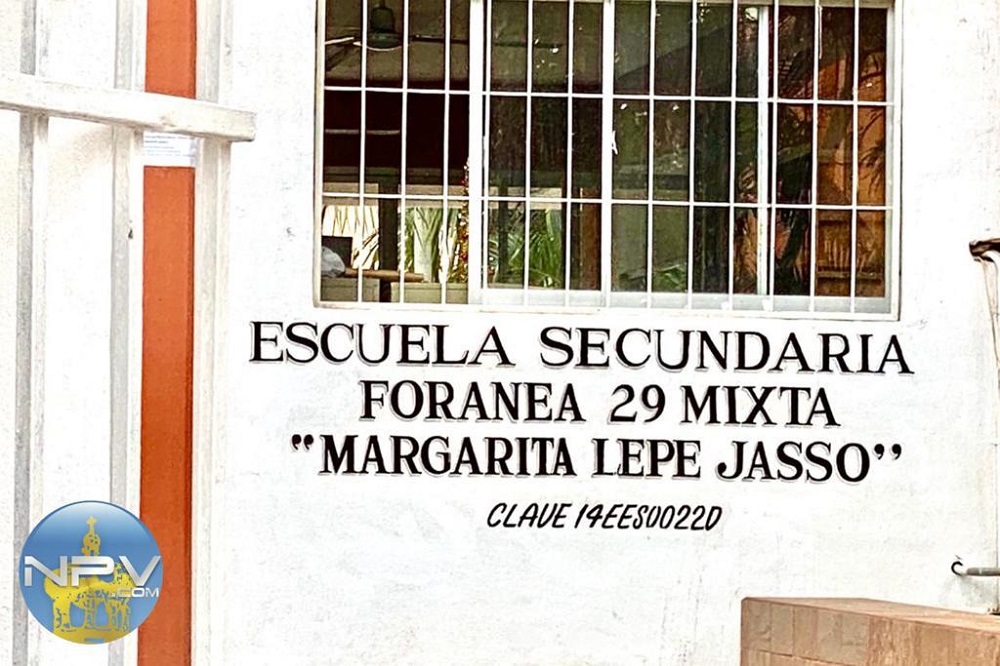 ESCUELA SECUNDARIA
FORANEA 29 MIXTA
"MARGARITA LEPE JASSO"
CLAVE 14EES0022D
NPV
.COM